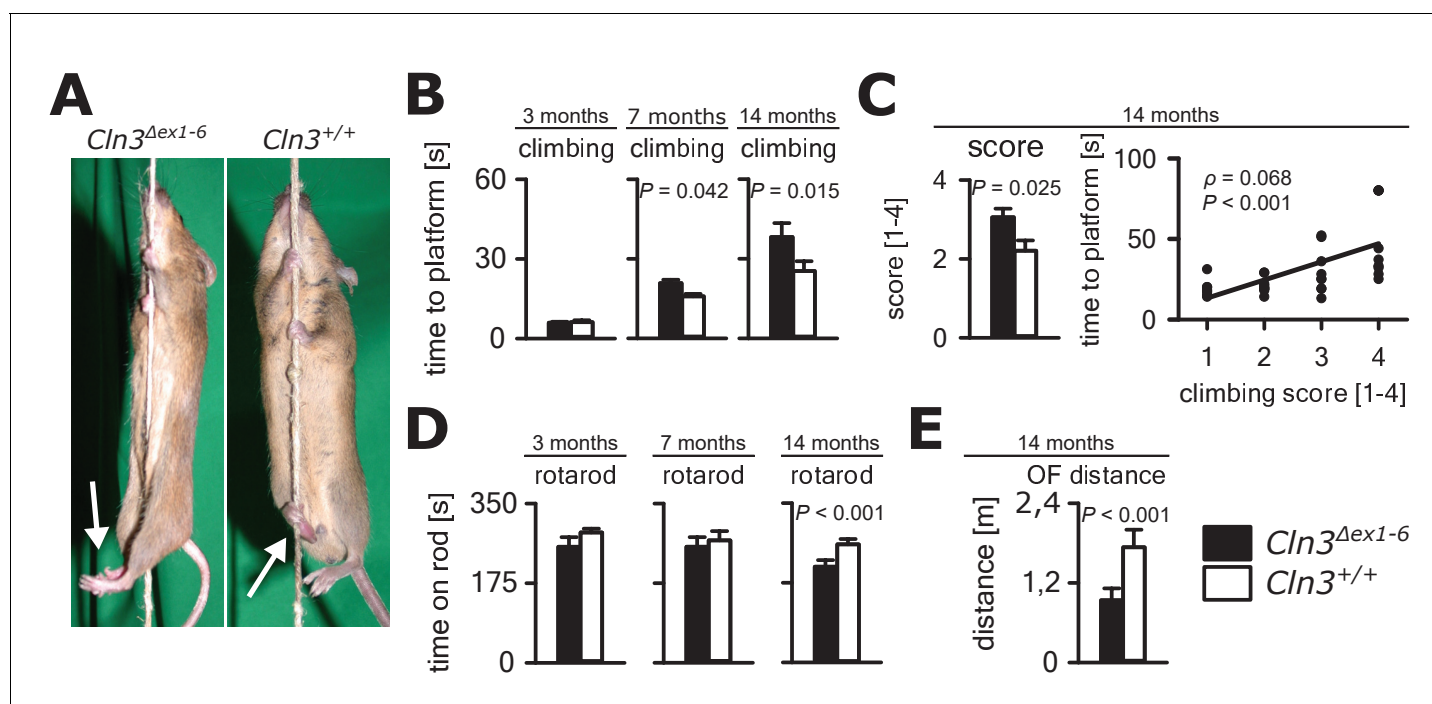 A
Cln3Δex1-6
Cln3+/+
B
3 months
7 months
14 months
climbing
climbing
climbing
time to platform [s]
60
30
0
P = 0.042
P = 0.015
C
14 months
score
score [1-4]
4
2
0
P = 0.025
time to platform [s]
100
50
0
ρ = 0.068
P < 0.001
1 2 3 4
climbing score [1-4]
D
3 months
7 months
14 months
rotarod
rotarod
rotarod
time on rod [s]
350
175
0
P < 0.001
E
14 months
OF distance
distance [m]
2,4
1,2
0
P < 0.001
Cln3Δex1-6
Cln3+/+